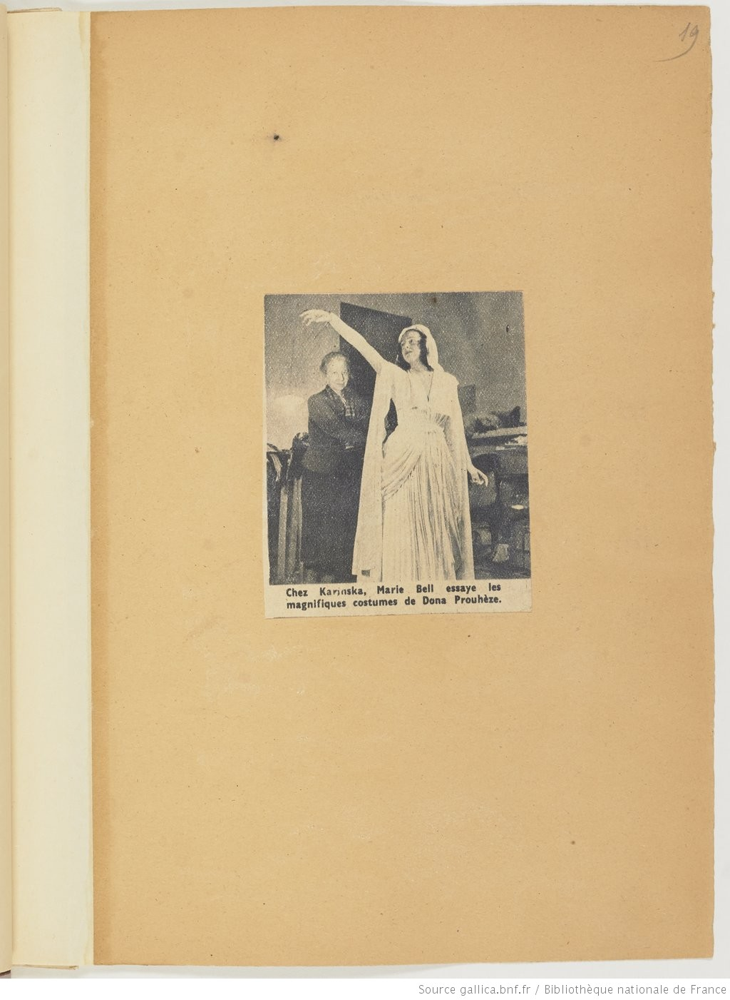 19
Chez Karinska, Marie Bell essaye les
magnifiques costumes de Dona Prouhèze.
Source gallica.bnf.fr / Bibliothèque nationale de France